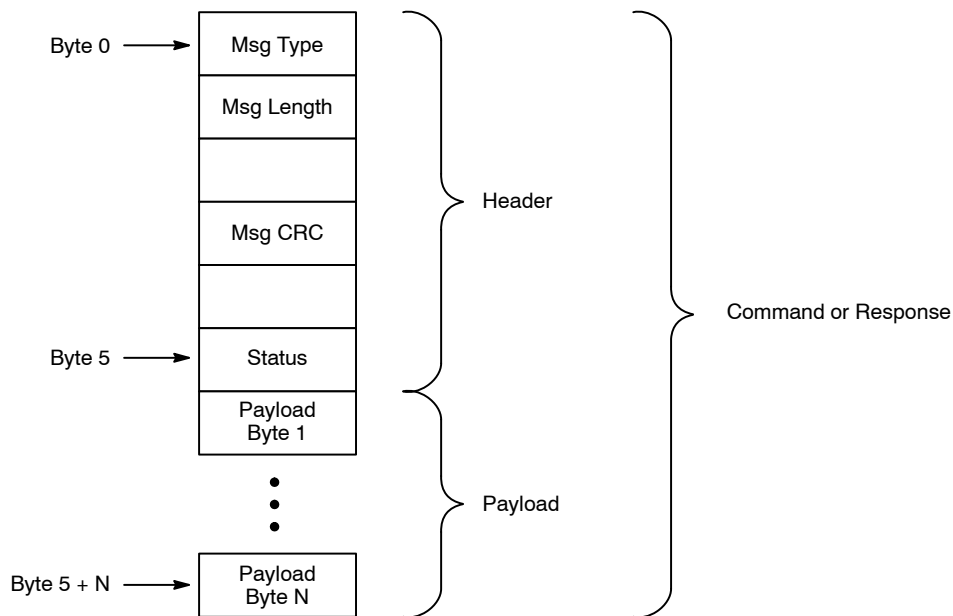 Byte 0
Msg Type
Msg Length
Header
Msg CRC
Command or Response
Byte 5
Status
Payload
Byte 1
Payload
Byte 5 + N
Payload
Byte N